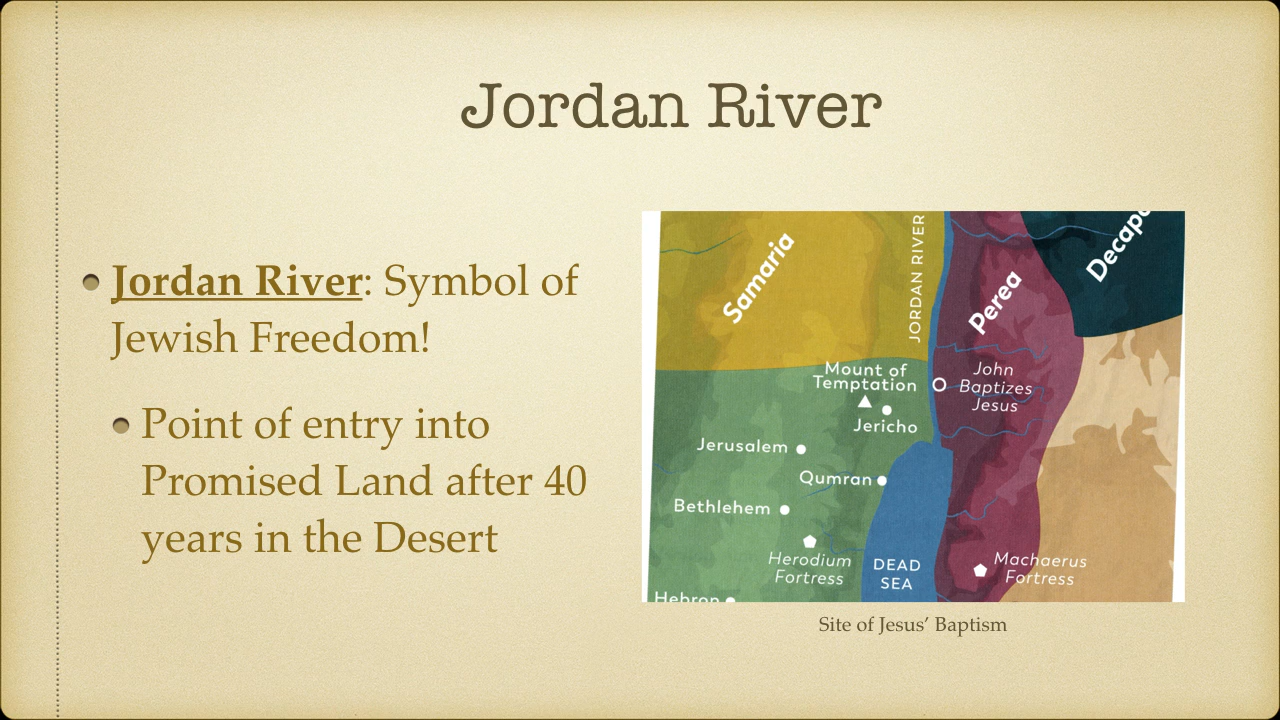 Jordan River
Jordan River: Symbol of
Jewish Freedom!
Point of entry into
Promised Land after 40
years in the Desert
Samaria
JORDAN RIVER
Perea
Decapo
Mount of
Temptation
John
Baptizes
Jesus
Jericho
Jerusalem
Qumran
Bethlehem
Herodium
Fortress
DEAD
SEA
Machaerus
Fortress
Hebron
Site of Jesus’ Baptism